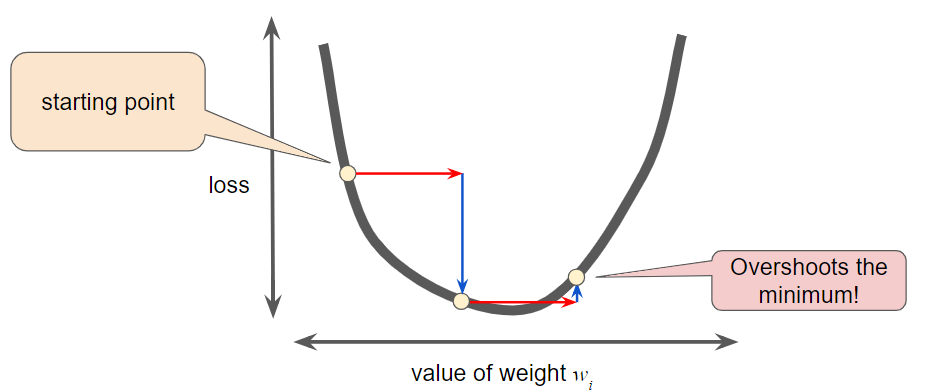 starting point
loss
Overshoots the
minimum!
value of weight wᵢ